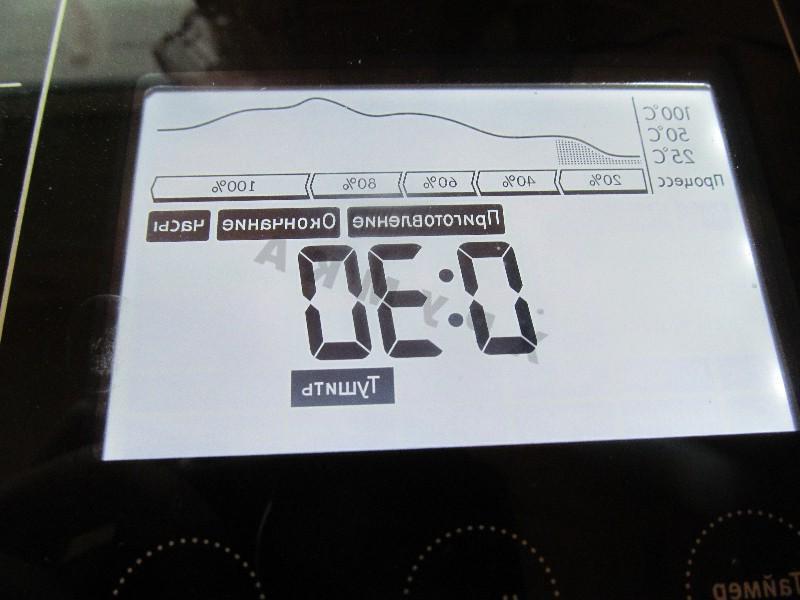 100°C
50°C
25°C
Процесс 20% 40% 60% 80% 100%
Приготовление Окончание часы
0:30
Тушить
Таймер